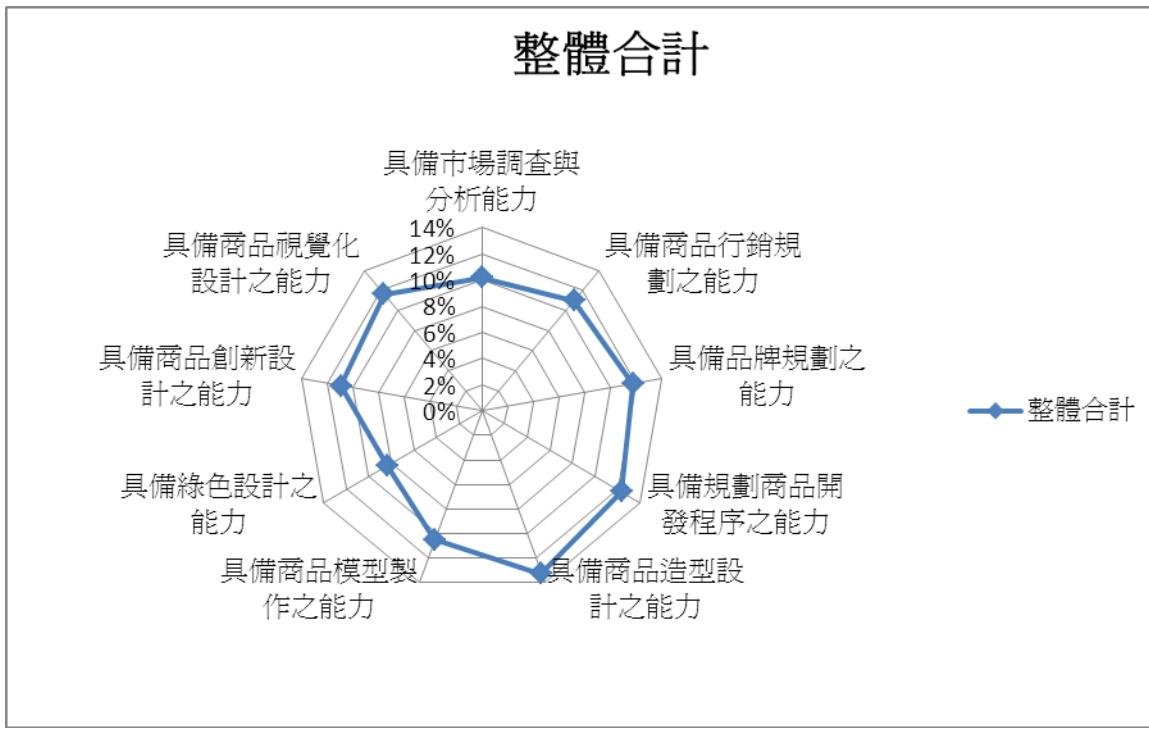 整體合計
具備市場調查與
分析能力
具備商品行銷規
劃之能力
具備品牌規劃之
能力
具備規劃商品開
發程序之能力
具備商品造型設
計之能力
具備商品模型製
作之能力
具備綠色設計之
能力
具備商品創新設
計之能力
具備商品視覺化
設計之能力
14%
12%
10%
8%
6%
4%
2%
0%
整體合計